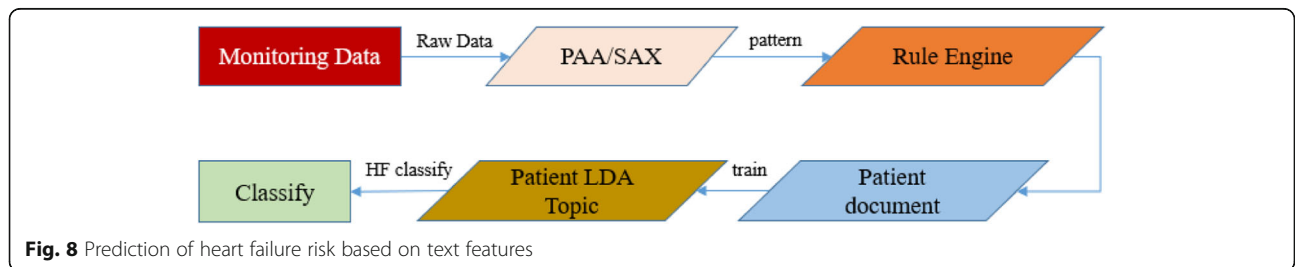 Monitoring Data
Raw Data
PAA/SAX
pattern
Rule Engine
Patient
document
train
Patient LDA
Topic
HF classify
Classify
Fig. 8 Prediction of heart failure risk based on text features